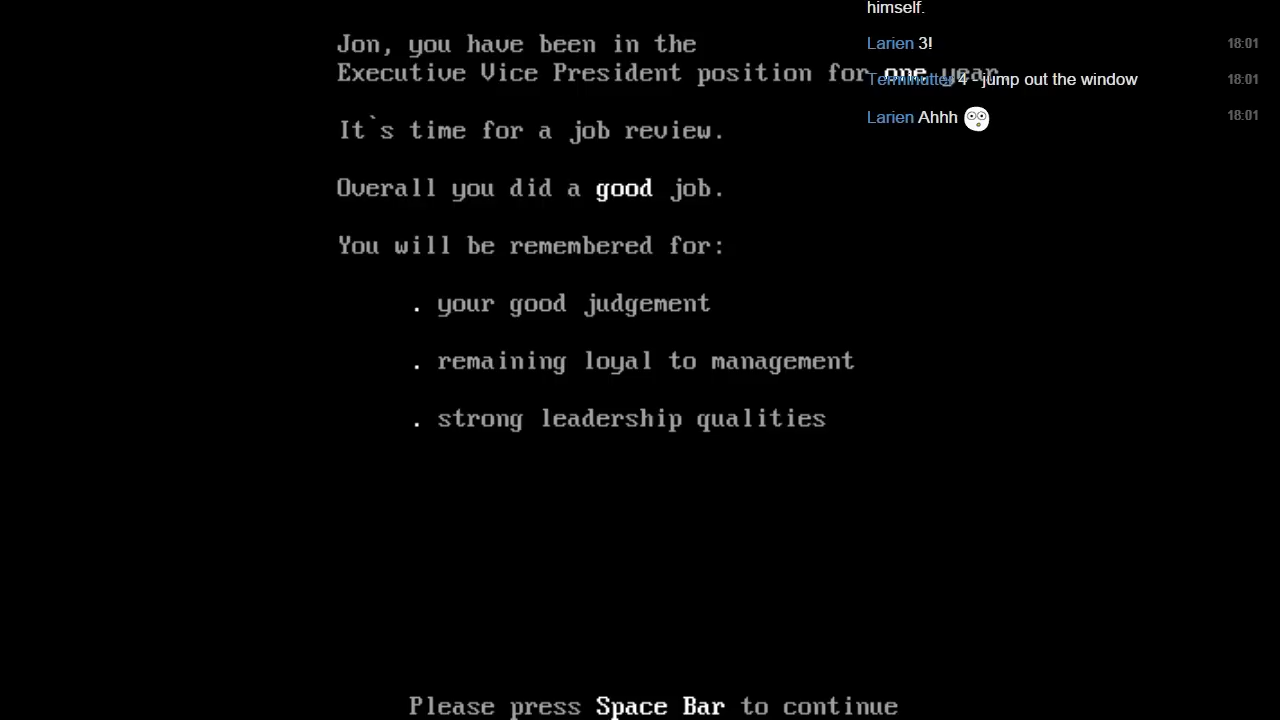 himself.
Jon, you have been in the
Larien 3! 18:01
Executive Vice President position for one year
Terminutter 4 - jump out the window 18:01
Larien Ahhh 18:01
It`s time for a job review.
Overall you did a good job.
You will be remembered for:
. your good judgement
. remaining loyal to management
. strong leadership qualities
Please press Space Bar to continue